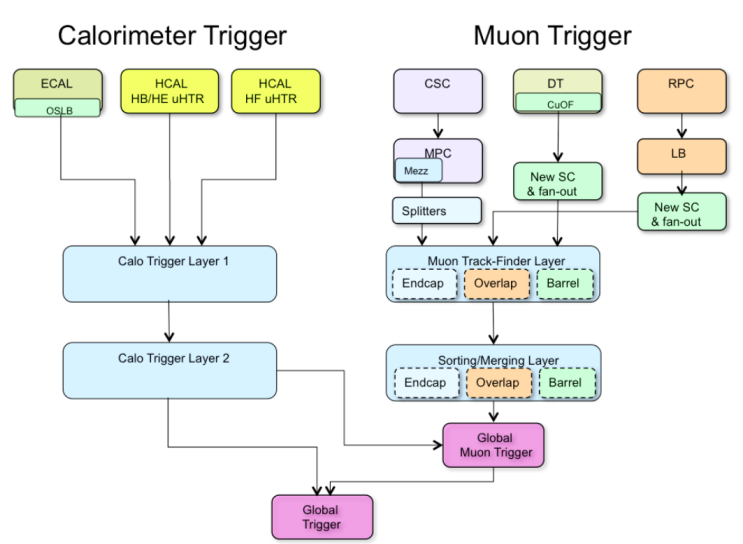 Calorimeter Trigger
Muon Trigger
ECAL
OSLB
HCAL
HB/HE uHTR
HCAL
HF uHTR
CSC
DT
CuOF
RPC
MPC
Mezz
LB
New SC
& fan-out
Splitters
New SC
& fan-out
Calo Trigger Layer 1
Muon Track-Finder Layer
Endcap
Overlap
Barrel
Calo Trigger Layer 2
Sorting/Merging Layer
Endcap
Overlap
Barrel
Global
Muon Trigger
Global
Trigger